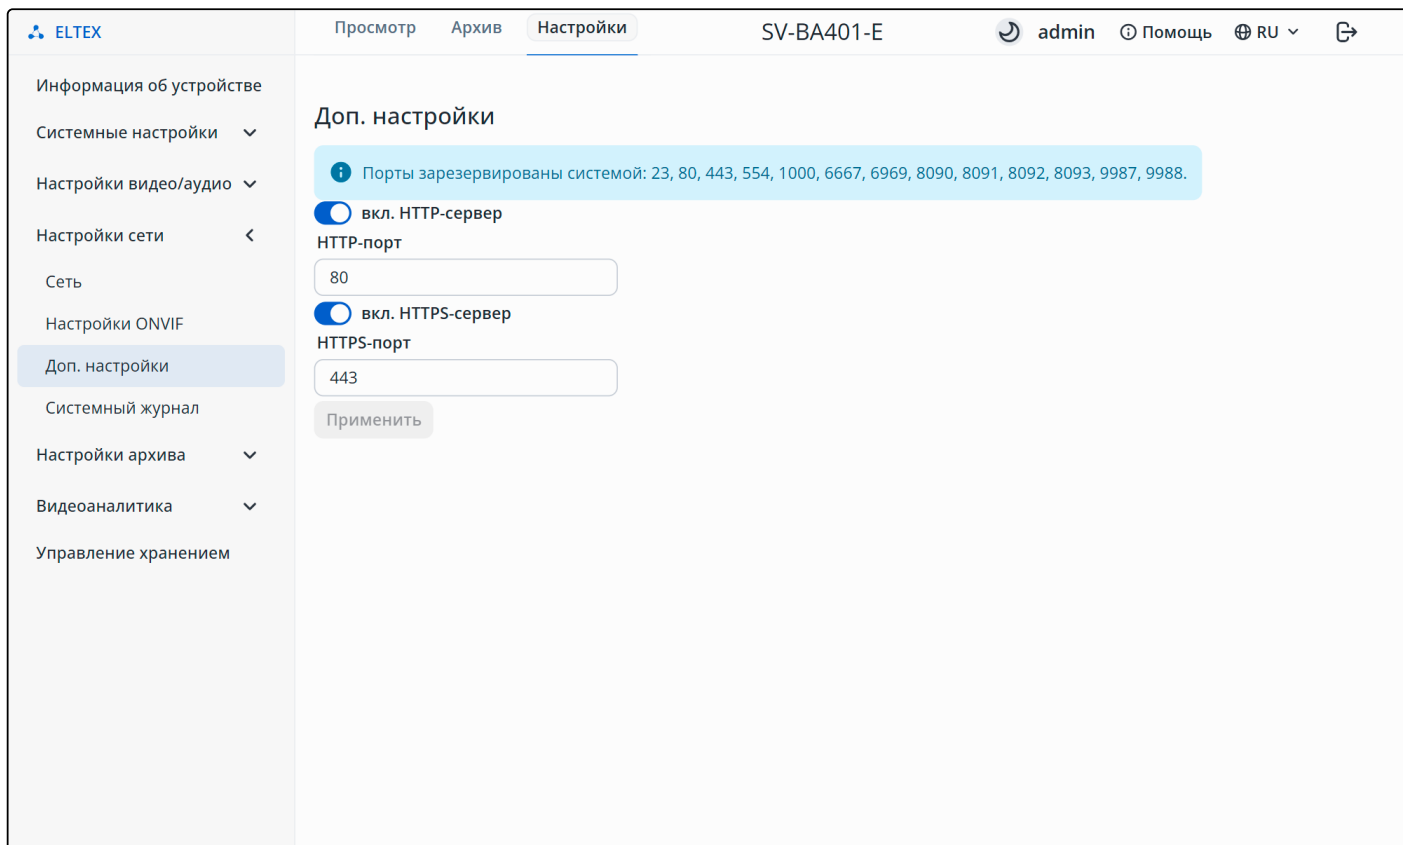 ELTEX
Просмотр Архив Настройки SV-BA401-E admin Помощь RU
Информация об устройстве
Системные настройки
Настройки видео/аудио
Настройки сети
Сеть
Настройки ONVIF
Доп. настройки
Системный журнал
Настройки архива
Видеоаналитика
Управление хранением
Доп. настройки
Порты зарезервированы системой: 23, 80, 443, 554, 1000, 6667, 6969, 8090, 8091, 8092, 8093, 9987, 9988.
вкл. HTTP-сервер
HTTP-порт
80
вкл. HTTPS-сервер
HTTPS-порт
443
Применить